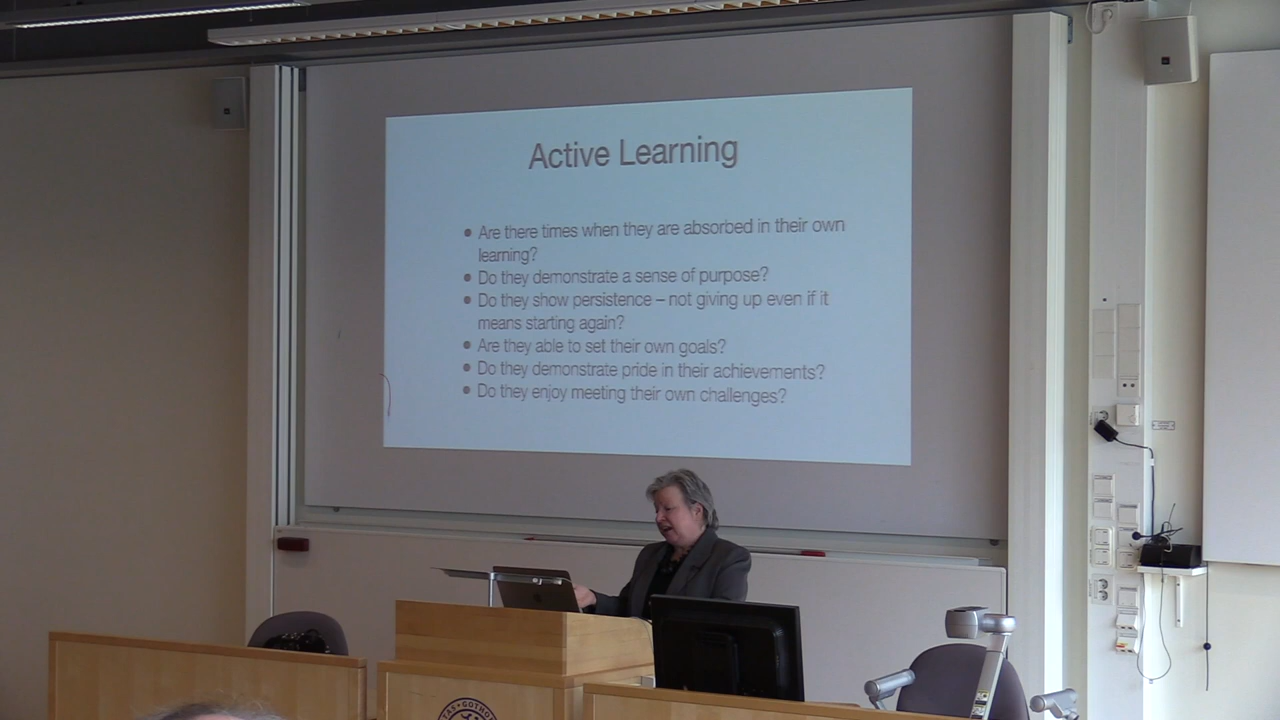 Active Learning
• Are there times when they are absorbed in their own
learning?
• Do they demonstrate a sense of purpose?
• Do they show persistence – not giving up even if it
means starting again?
• Are they able to set their own goals?
• Do they demonstrate pride in their achievements?
• Do they enjoy meeting their own challenges?